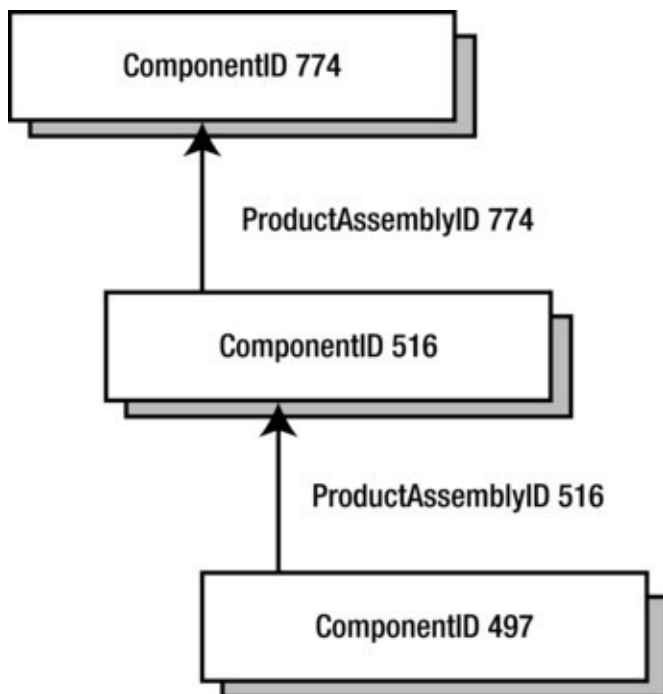 ComponentID 774
ProductAssemblyID 774
ComponentID 516
ProductAssemblyID 516
ComponentID 497